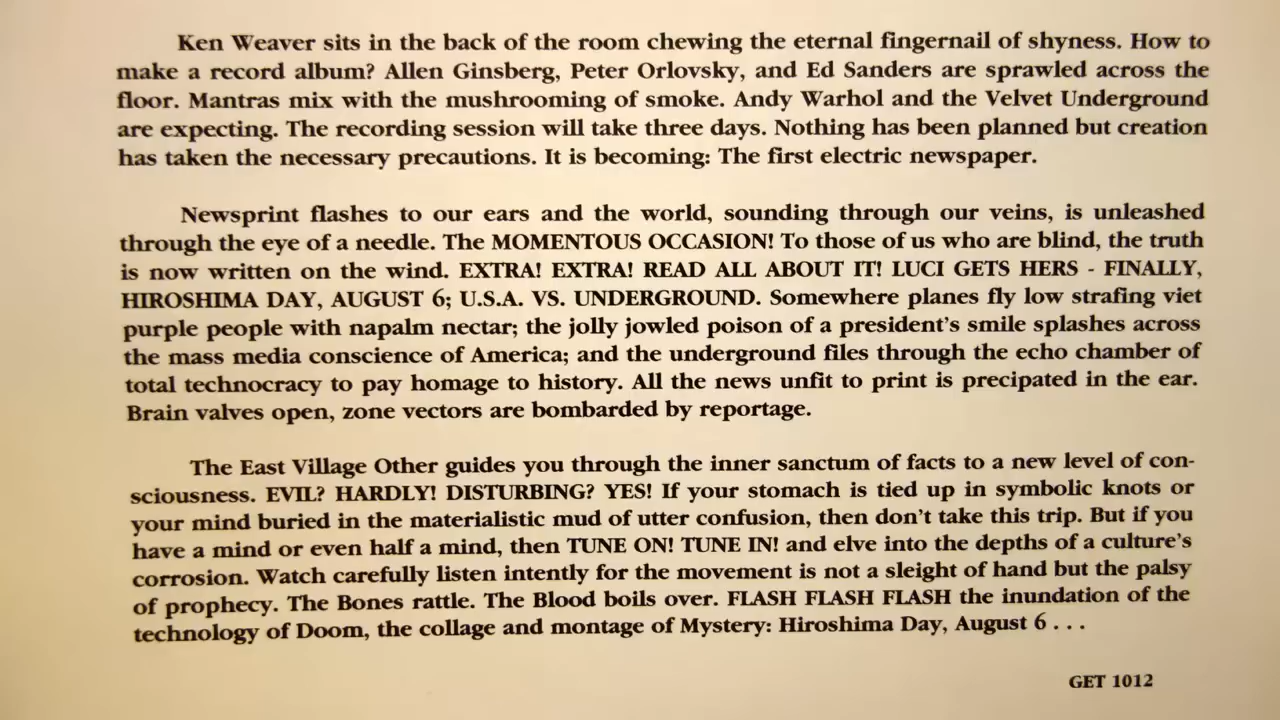 Ken Weaver sits in the back of the room chewing the eternal fingernail of shyness. How to
make a record album? Allen Ginsberg, Peter Orlovsky, and Ed Sanders are sprawled across the
floor. Mantras mix with the mushrooming of smoke. Andy Warhol and the Velvet Underground
are expecting. The recording session will take three days. Nothing has been planned but creation
has taken the necessary precautions. It is becoming: The first electric newspaper.
Newsprint flashes to our ears and the world, sounding through our veins, is unleashed
through the eye of a needle. The MOMENTOUS OCCASION! To those of us who are blind, the truth
is now written on the wind. EXTRA! EXTRA! READ ALL ABOUT IT! LUCI GETS HERS - FINALLY,
HIROSHIMA DAY, AUGUST 6; U.S.A. VS. UNDERGROUND. Somewhere planes fly low strafing viet
purple people with napalm nectar; the jolly jowled poison of a president's smile splashes across
the mass media conscience of America; and the underground files through the echo chamber of
total technocracy to pay homage to history. All the news unfit to print is precipated in the ear.
Brain valves open, zone vectors are bombarded by reportage.
The East Village Other guides you through the inner sanctum of facts to a new level of con-
sciousness. EVIL? HARDLY! DISTURBING? YES! If your stomach is tied up in symbolic knots or
your mind buried in the materialistic mud of utter confusion, then don't take this trip. But if you
have a mind or even half a mind, then TUNE ON! TUNE IN! and elve into the depths of a culture's
corrosion. Watch carefully listen intently for the movement is not a sleight of hand but the palsy
of prophecy. The Bones rattle. The Blood boils over. FLASH FLASH FLASH the inundation of the
technology of Doom, the collage and montage of Mystery: Hiroshima Day, August 6 . . .
GET 1012